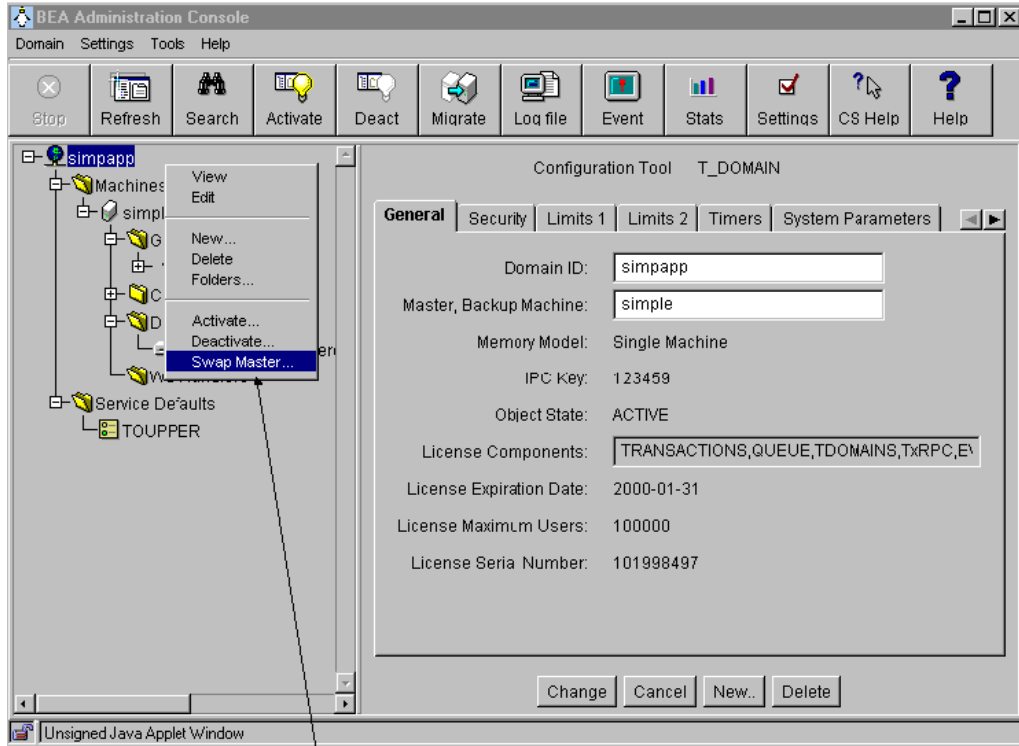 BEA Administration Console
Domain Settings Tools Help
Stop Refresh Search Activate Deact Migrate Log file Event Stats Settings CS Help Help
simpapp
Machines
simpl
G
C
D
er
W
Service Defaults
TOUPPER
View
Edit
New...
Delete
Folders...
Activate...
Deactivate...
Swap Master...
Configuration Tool T_DOMAIN
General Security Limits 1 Limits 2 Timers System Parameters
Domain ID: simpapp
Master, Backup Machine: simple
Memory Model: Single Machine
IPC Key: 123459
Object State: ACTIVE
License Components: TRANSACTIONS,QUEUE,TDOMAINS,TxRPC,E
License Expiration Date: 2000-01-31
License Maximum Users: 100000
License Serial Number: 101998497
Change Cancel New.. Delete
Unsigned Java Applet Window